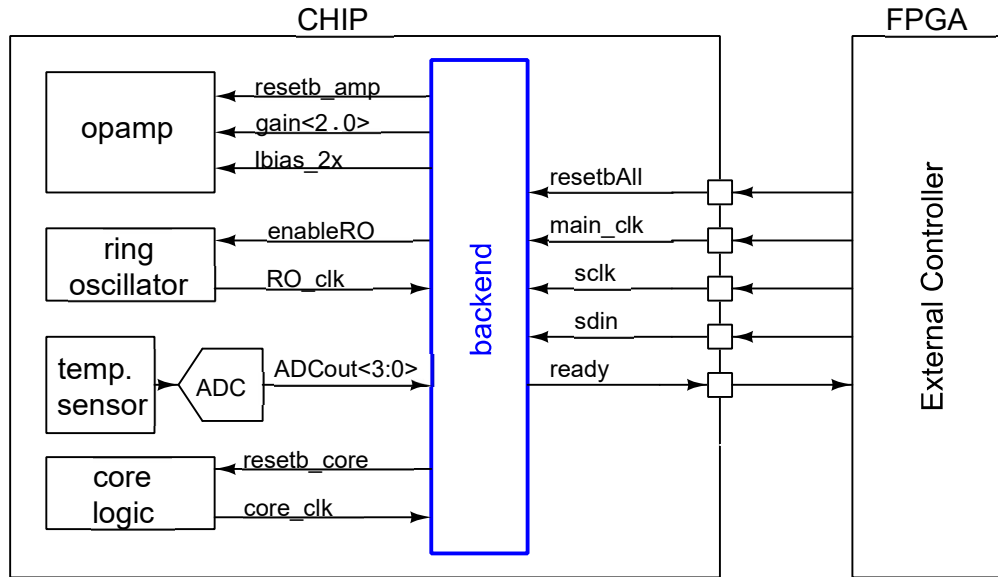 CHIP
FPGA
opamp
resetb_amp
gain<2.0>
Ibias_2x
ring
oscillator
enableRO
RO_clk
temp.
sensor
ADC
ADCout<3:0>
core
logic
resetb_core
core_clk
backend
resetbAll
main_clk
sclk
sdin
ready
External Controller